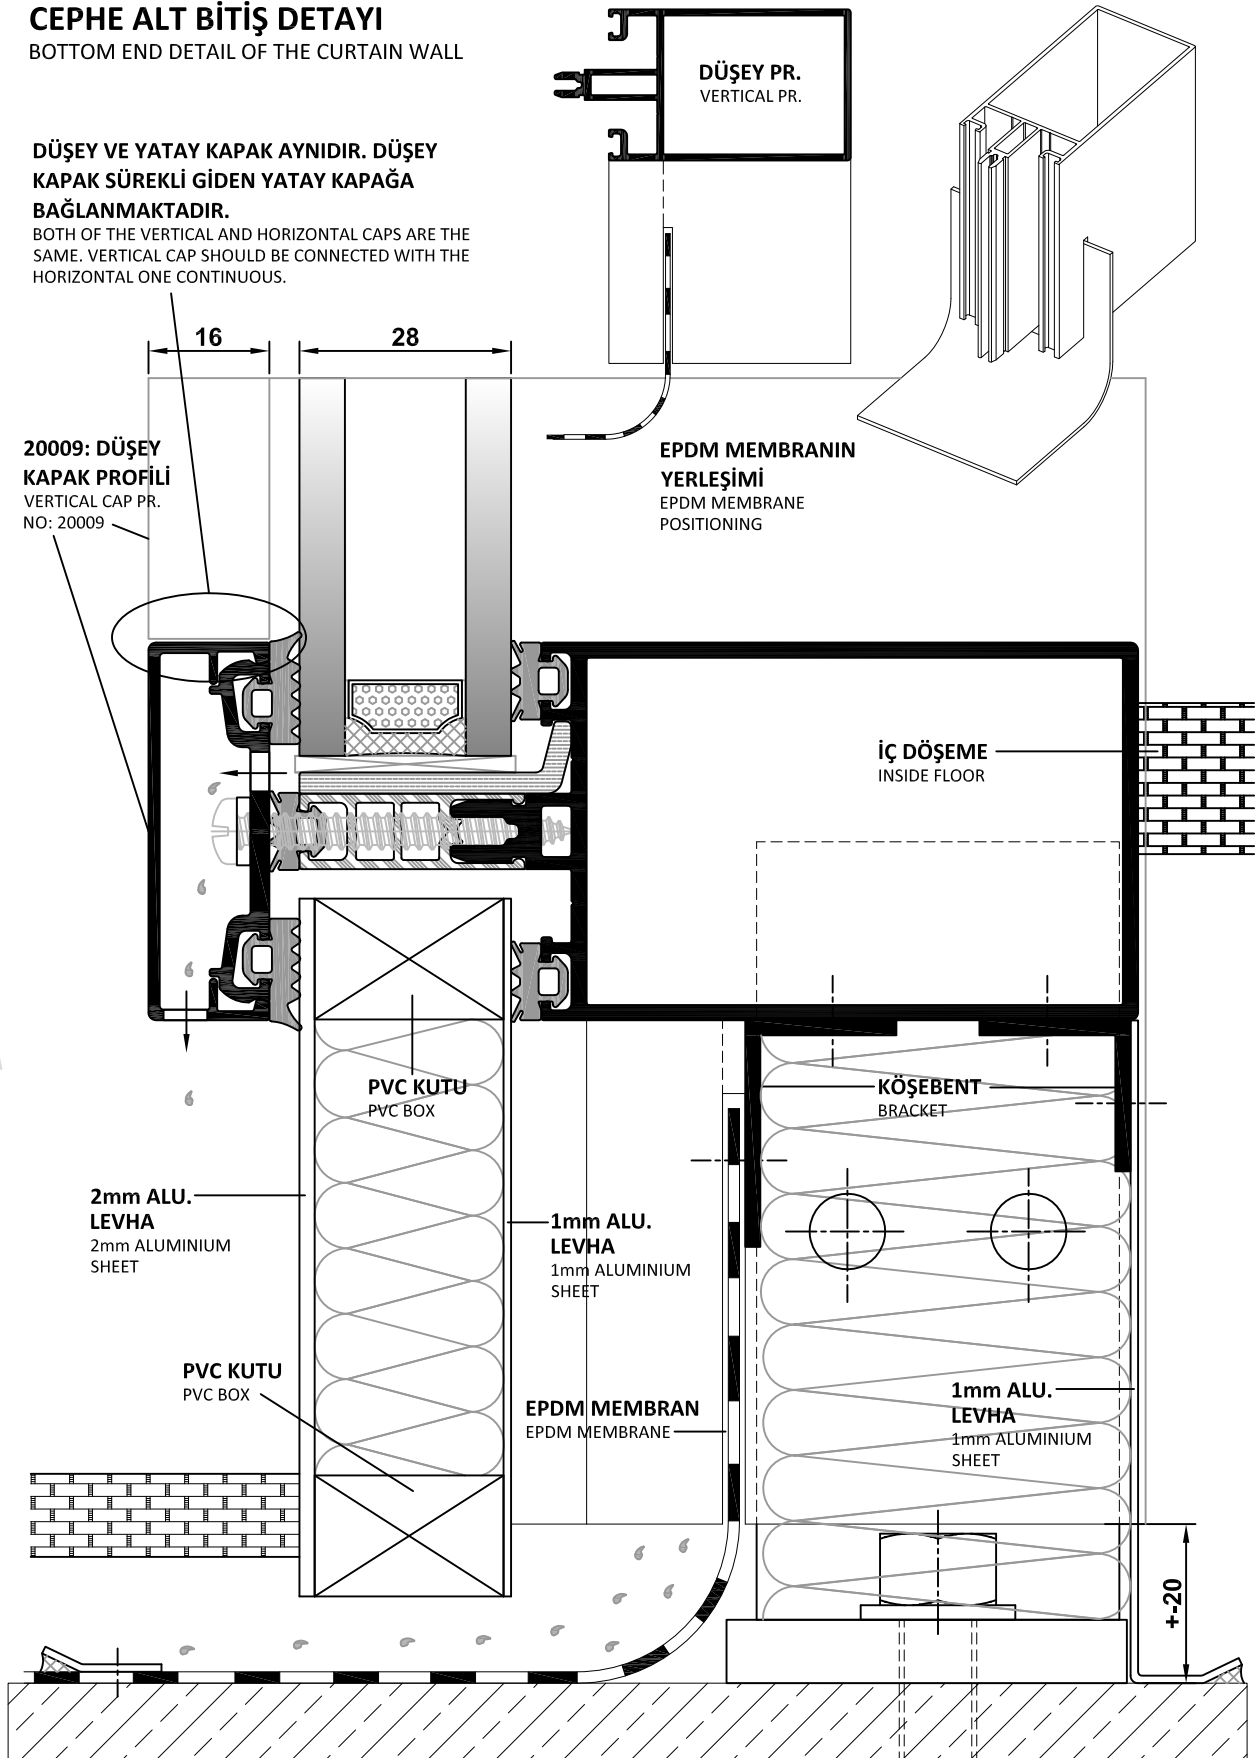 CEPHE ALT BİTİŞ DETAYI
BOTTOM END DETAIL OF THE CURTAIN WALL
DÜŞEY PR.
VERTICAL PR.
DÜŞEY VE YATAY KAPAK AYNIDIR. DÜŞEY
KAPAK SÜREKLİ GİDEN YATAY KAPAĞA
BAĞLANMAKTADIR.
BOTH OF THE VERTICAL AND HORIZONTAL CAPS ARE THE
SAME. VERTICAL CAP SHOULD BE CONNECTED WITH THE
HORIZONTAL ONE CONTINUOUS.
16
28
20009: DÜŞEY
KAPAK PROFİLİ
VERTICAL CAP PR.
NO: 20009
EPDM MEMBRANIN
YERLEŞİMİ
EPDM MEMBRANE
POSITIONING
İÇ DÖŞEME
INSIDE FLOOR
PVC KUTU
PVC BOX
KÖŞEBENT
BRACKET
2mm ALU.
LEVHA
2mm ALUMINIUM
SHEET
1mm ALU.
LEVHA
1mm ALUMINIUM
SHEET
PVC KUTU
PVC BOX
EPDM MEMBRAN
EPDM MEMBRANE
1mm ALU.
LEVHA
1mm ALUMINIUM
SHEET
+-20